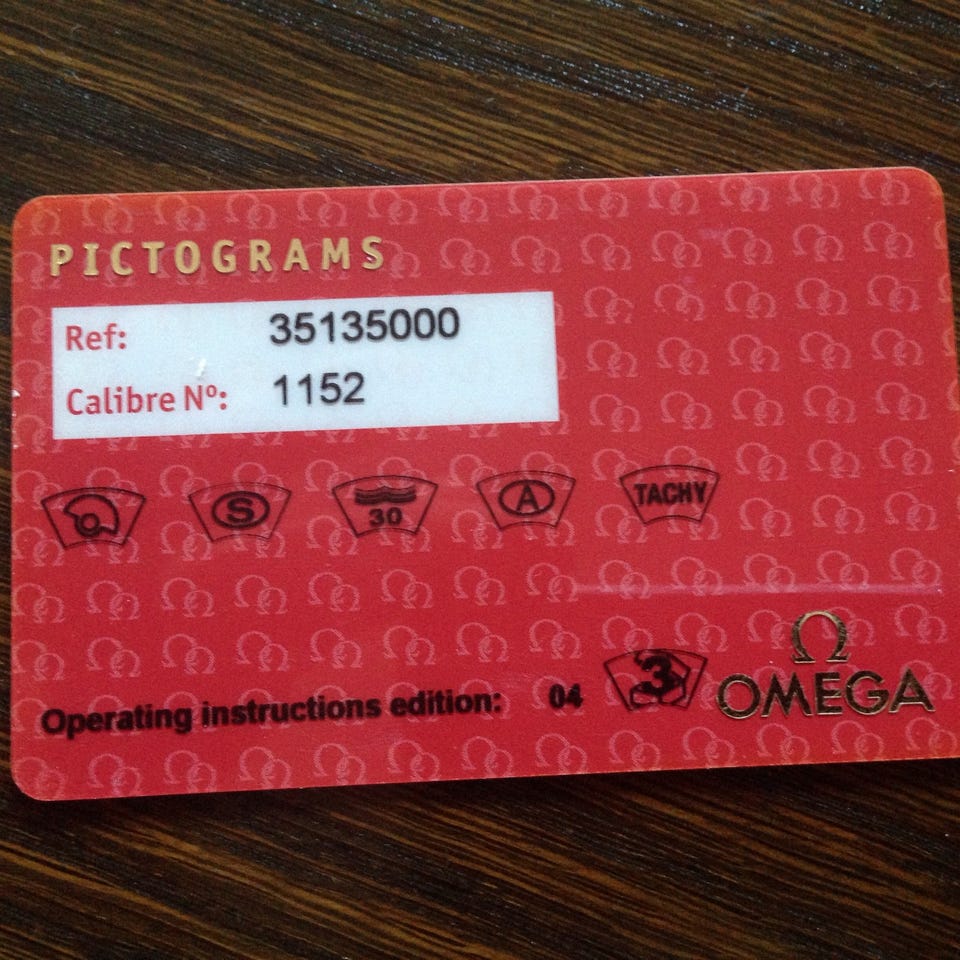 PICTOGRAMS
Ref: 35135000
Calibre Nº: 1152
S 30 A TACHY
Operating instructions edition: 04 3
Ω
OMEGA